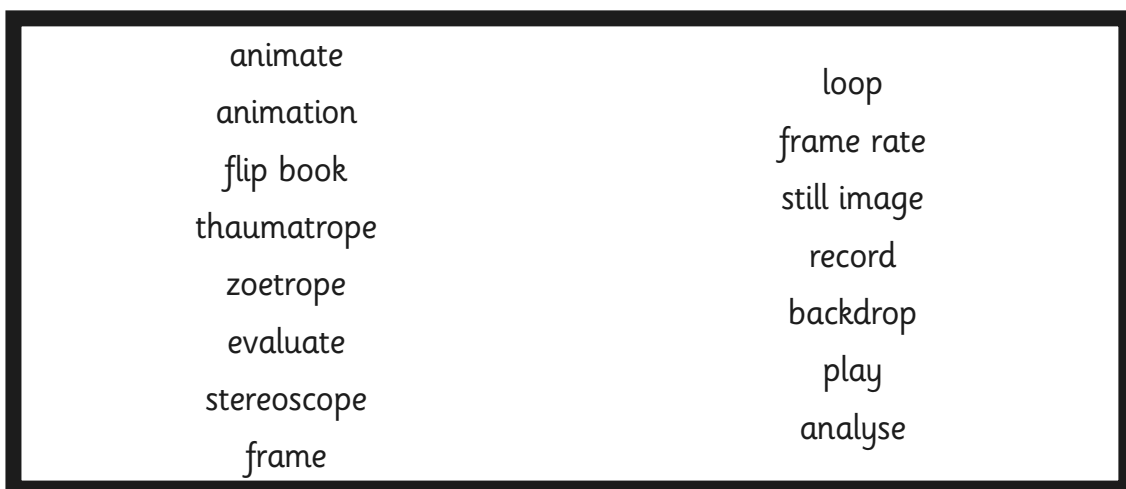 animate
animation
flip book
thaumatrope
zoetrope
evaluate
stereoscope
frame
loop
frame rate
still image
record
backdrop
play
analyse